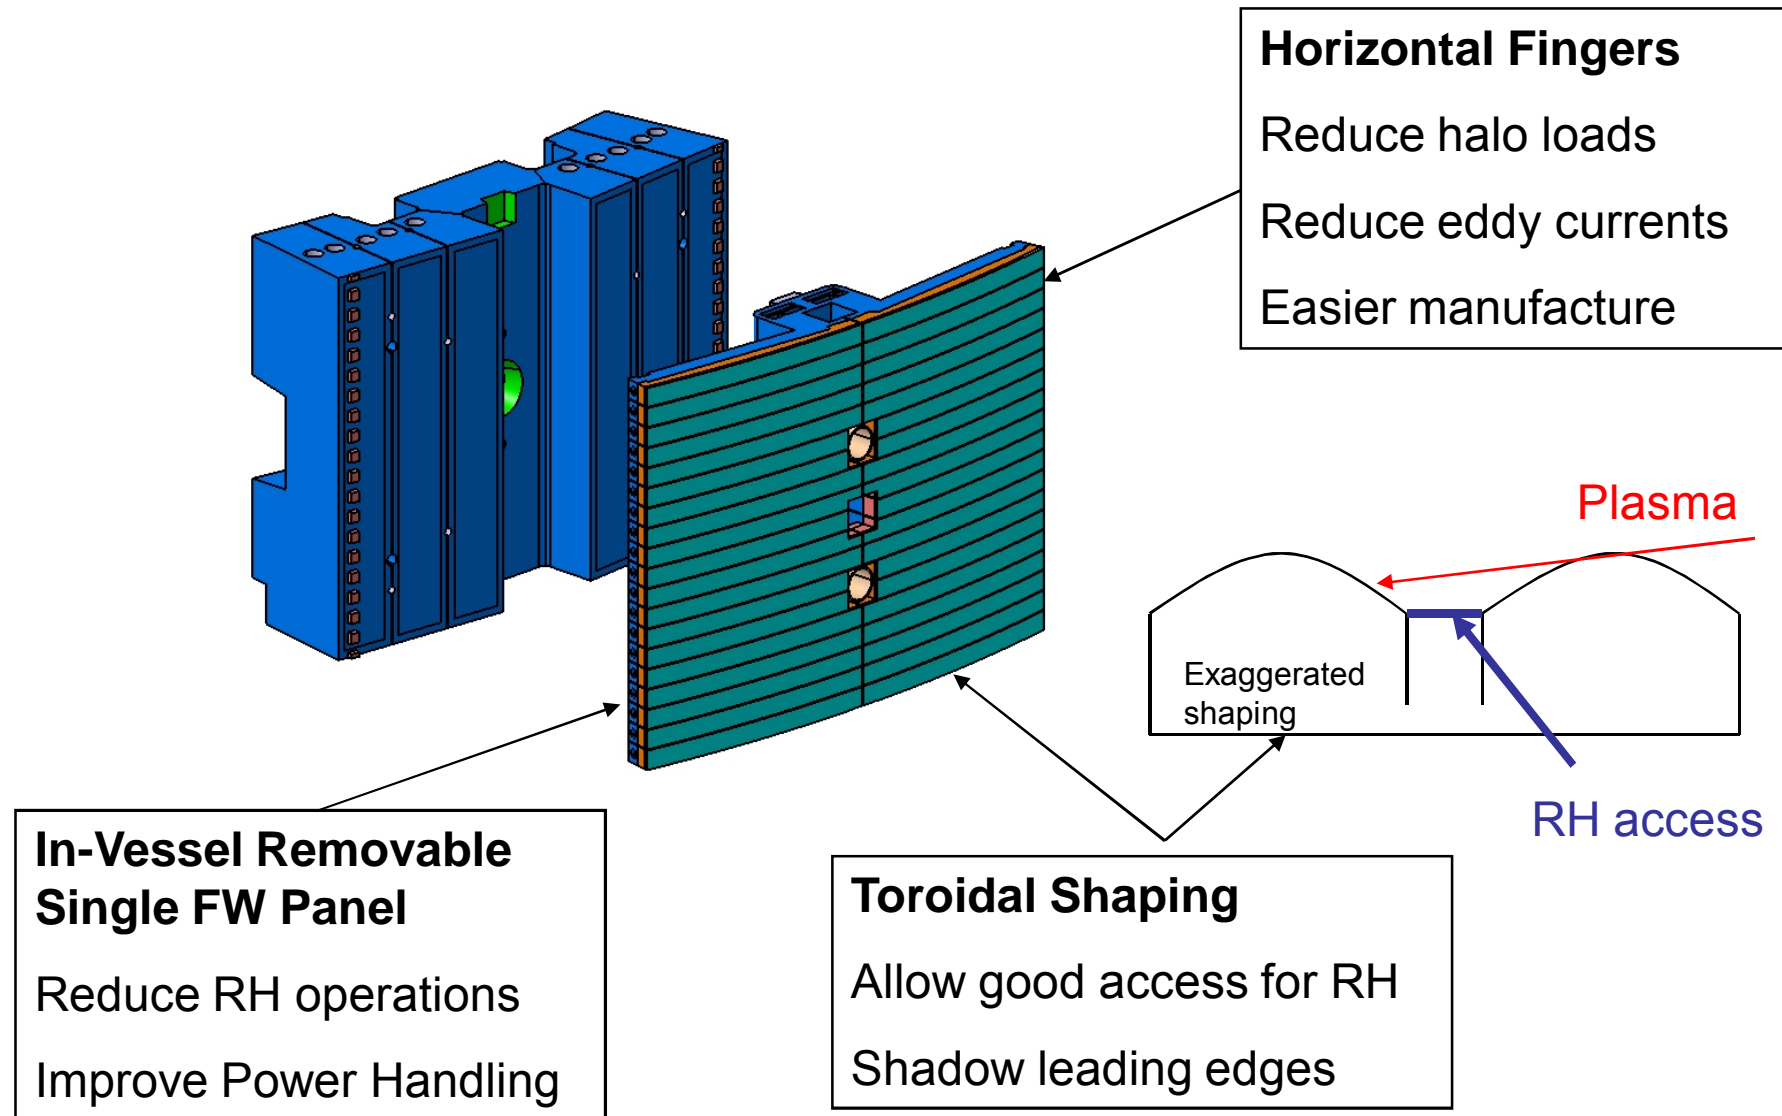 Horizontal Fingers
Reduce halo loads
Reduce eddy currents
Easier manufacture
Plasma
Exaggerated
shaping
RH access
In-Vessel Removable
Single FW Panel
Reduce RH operations
Improve Power Handling
Toroidal Shaping
Allow good access for RH
Shadow leading edges